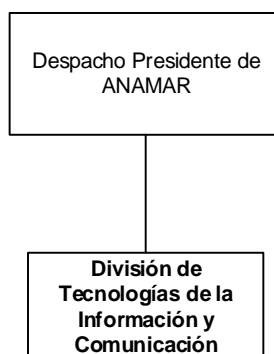 Despacho Presidente de
ANAMAR
División de
Tecnologías de la
Información y
Comunicación